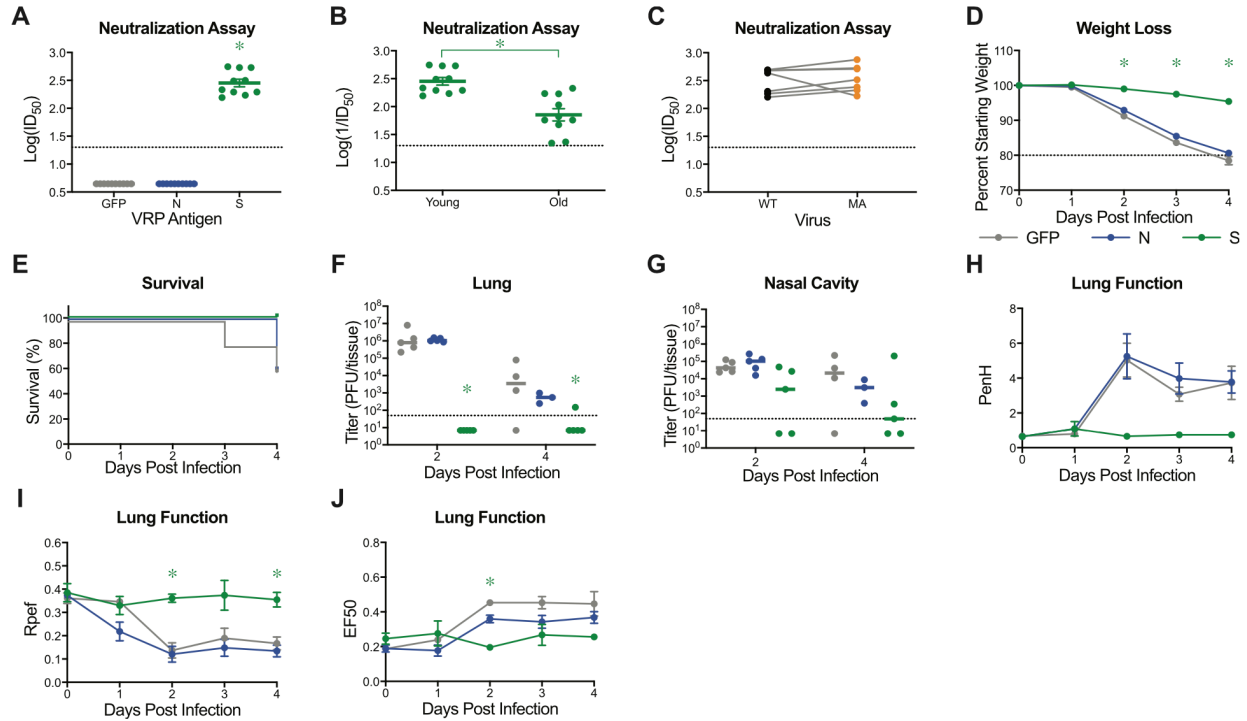 A
Neutralization Assay
*
Log(ID50)
3.0
2.5
2.0
1.5
1.0
0.5
GFP
N
S
VRP Antigen
B
Neutralization Assay
*
Log(1/ID50)
3.0
2.5
2.0
1.5
1.0
0.5
Young
Old
C
Neutralization Assay
Log(ID50)
3.0
2.5
2.0
1.5
1.0
0.5
WT
MA
Virus
D
Weight Loss
* * *
Percent Starting Weight
110
100
90
80
70
0 1 2 3 4
Days Post Infection
GFP N S
E
Survival
Survival (%)
100
80
60
40
20
0
0 1 2 3 4
Days Post Infection
F
Lung
Titer (PFU/tissue)
10^8
10^7
10^6
10^5
10^4
10^3
10^2
10^1
10^0
* *
2 4
Days Post Infection
G
Nasal Cavity
Titer (PFU/tissue)
10^8
10^7
10^6
10^5
10^4
10^3
10^2
10^1
10^0
2 4
Days Post Infection
H
Lung Function
PenH
8
6
4
2
0
0 1 2 3 4
Days Post Infection
I
Lung Function
Rpef
0.6
0.5
0.4
0.3
0.2
0.1
0.0
* *
0 1 2 3 4
Days Post Infection
J
Lung Function
EF50
0.8
0.6
0.4
0.2
0.0
*
0 1 2 3 4
Days Post Infection